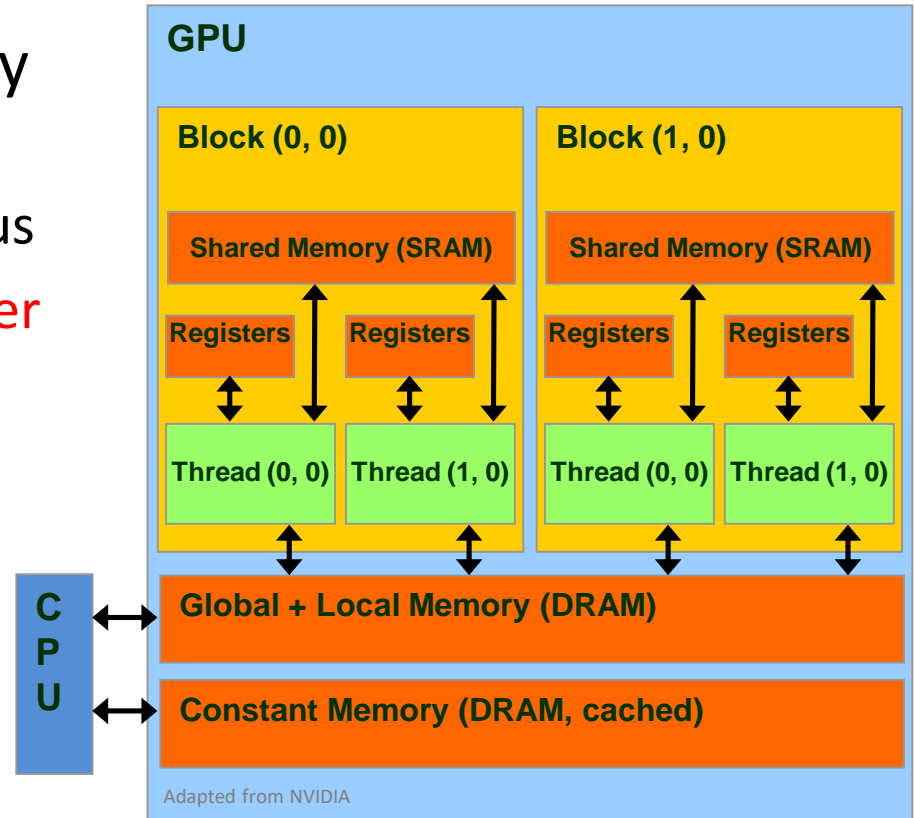 y
us
er
GPU
Block (0, 0)
Block (1, 0)
Shared Memory (SRAM)
Shared Memory (SRAM)
Registers
Registers
Registers
Registers
Thread (0, 0)
Thread (1, 0)
Thread (0, 0)
Thread (1, 0)
C
P
U
Global + Local Memory (DRAM)
Constant Memory (DRAM, cached)
Adapted from NVIDIA